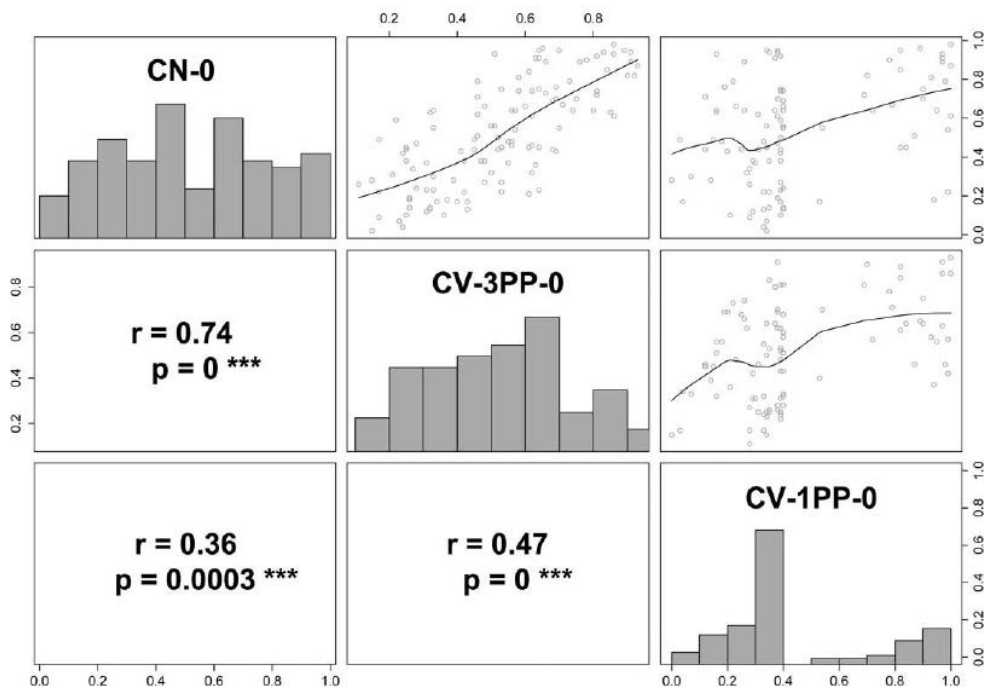 0.2 0.4 0.6 0.8
CN-0
0.0 0.2 0.4 0.6 0.8 1.0
0.2 0.4 0.6 0.8
r = 0.74
p = 0 ***
CV-3PP-0
r = 0.36
p = 0.0003 ***
r = 0.47
p = 0 ***
CV-1PP-0
0.0 0.2 0.4 0.6 0.8 1.0
0.0 0.2 0.4 0.6 0.8 1.0
0.0 0.2 0.4 0.6 0.8 1.0